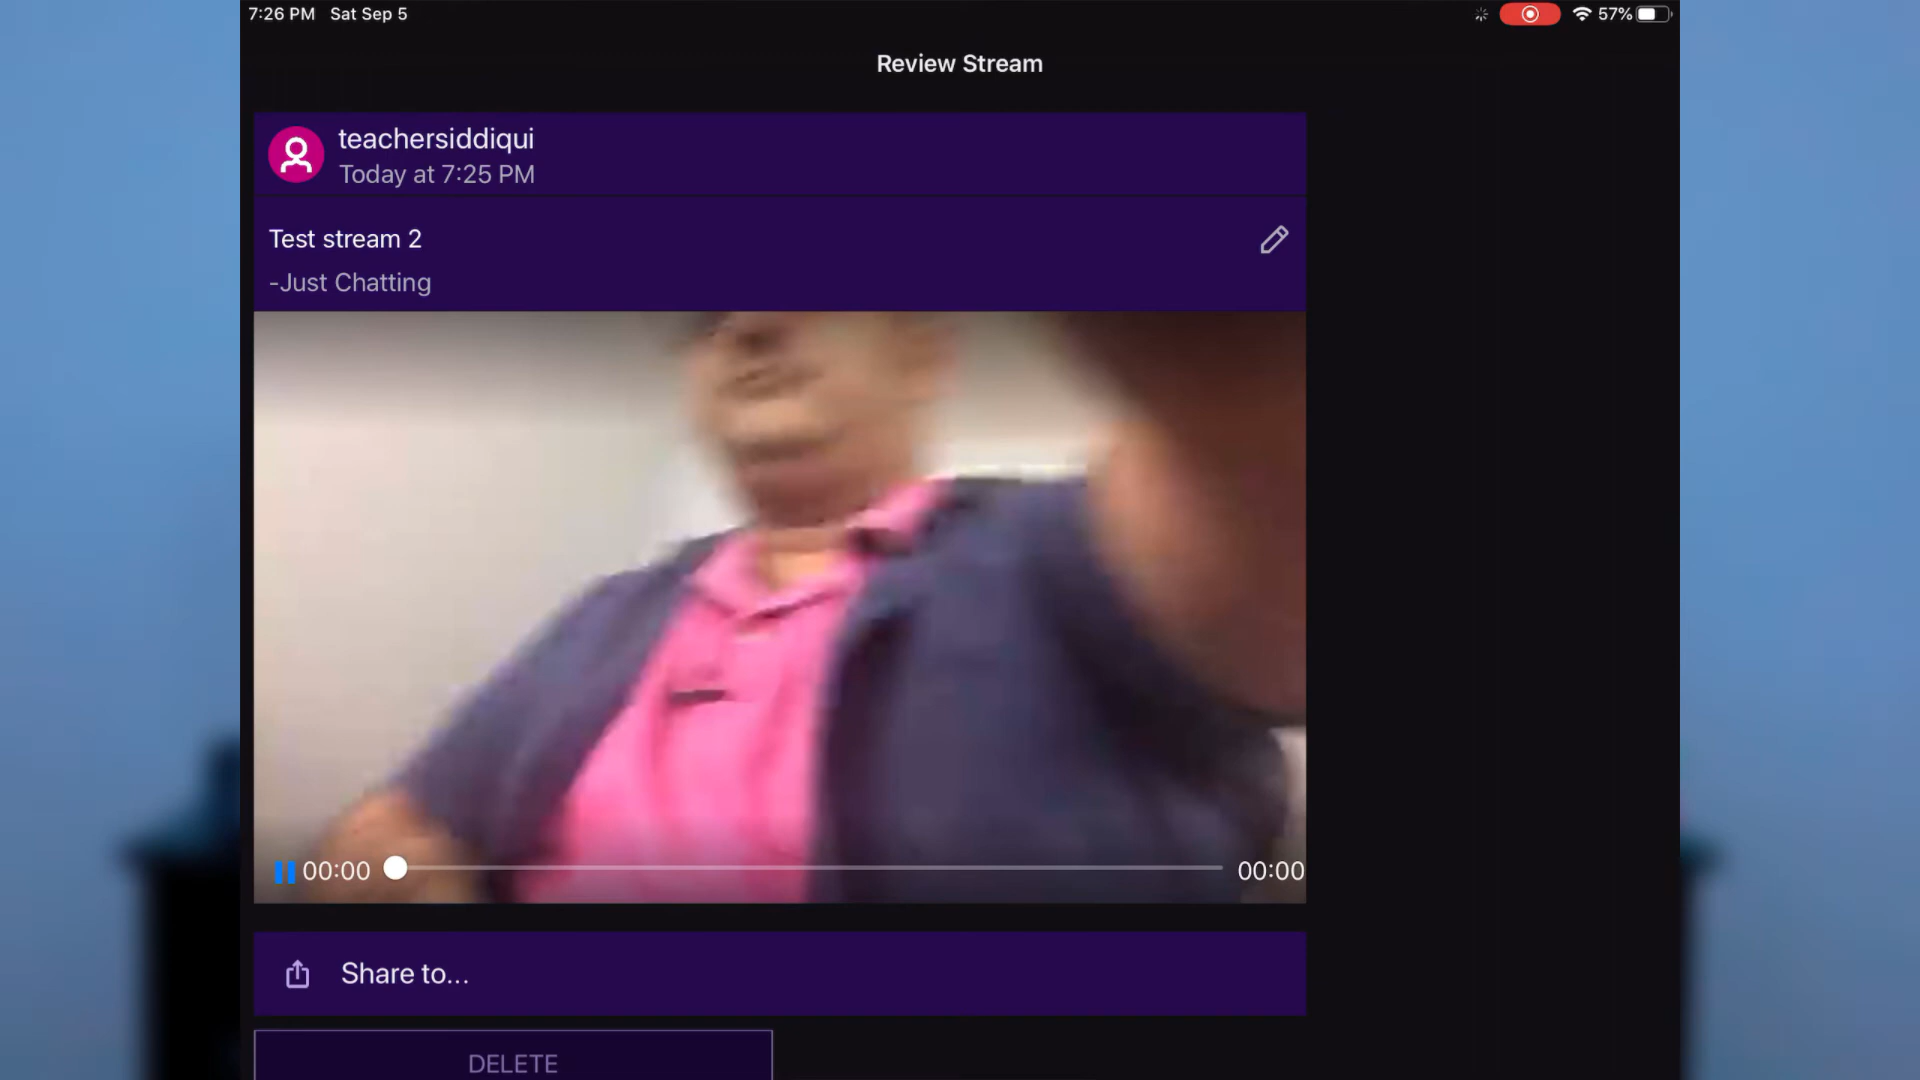 7:26 PM Sat Sep 5 57%
Review Stream
teachersiddiqui
Today at 7:25 PM
Test stream 2
-Just Chatting
00:00 00:00
Share to...
DELETE